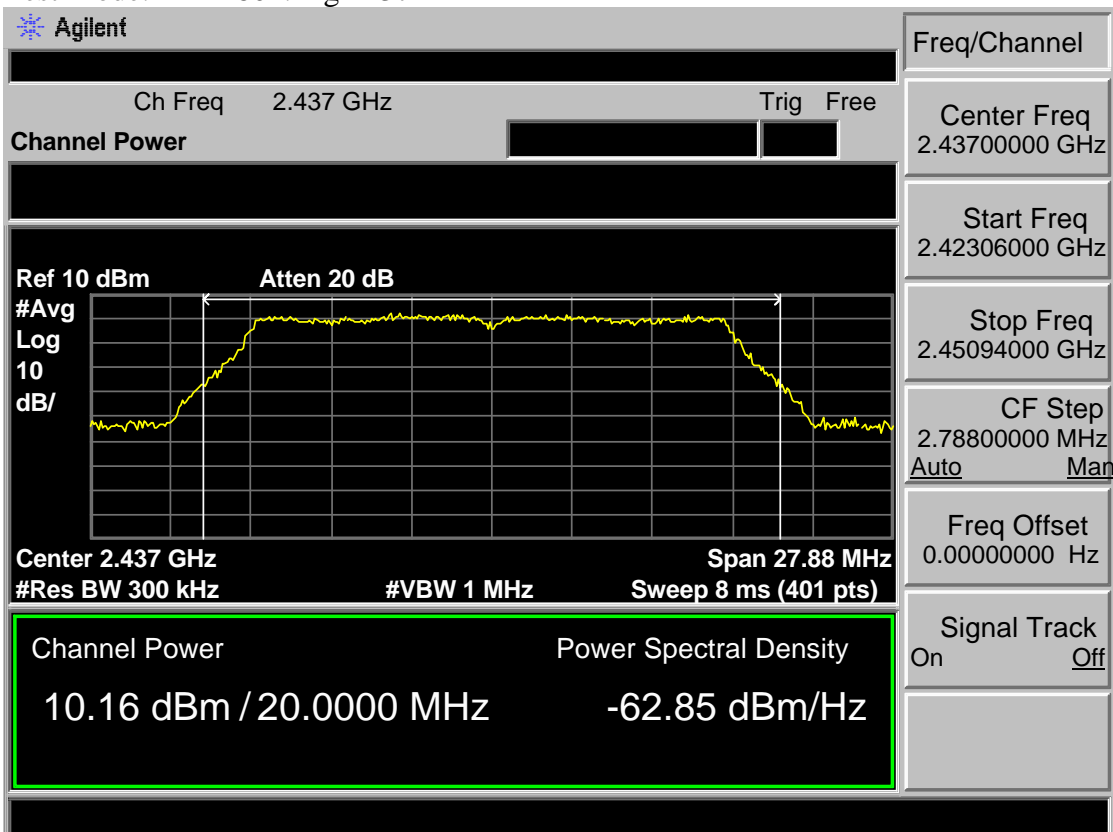 Agilent
Freq/Channel
Ch Freq 2.437 GHz Trig Free
Channel Power
Center Freq
2.43700000 GHz
Start Freq
2.42306000 GHz
Stop Freq
2.45094000 GHz
CF Step
2.78800000 MHz
Auto Man
Freq Offset
0.00000000 Hz
Signal Track
On Off
Ref 10 dBm Atten 20 dB
#Avg
Log
10
dB/
Center 2.437 GHz Span 27.88 MHz
#Res BW 300 kHz #VBW 1 MHz Sweep 8 ms (401 pts)
Channel Power Power Spectral Density
10.16 dBm / 20.0000 MHz -62.85 dBm/Hz